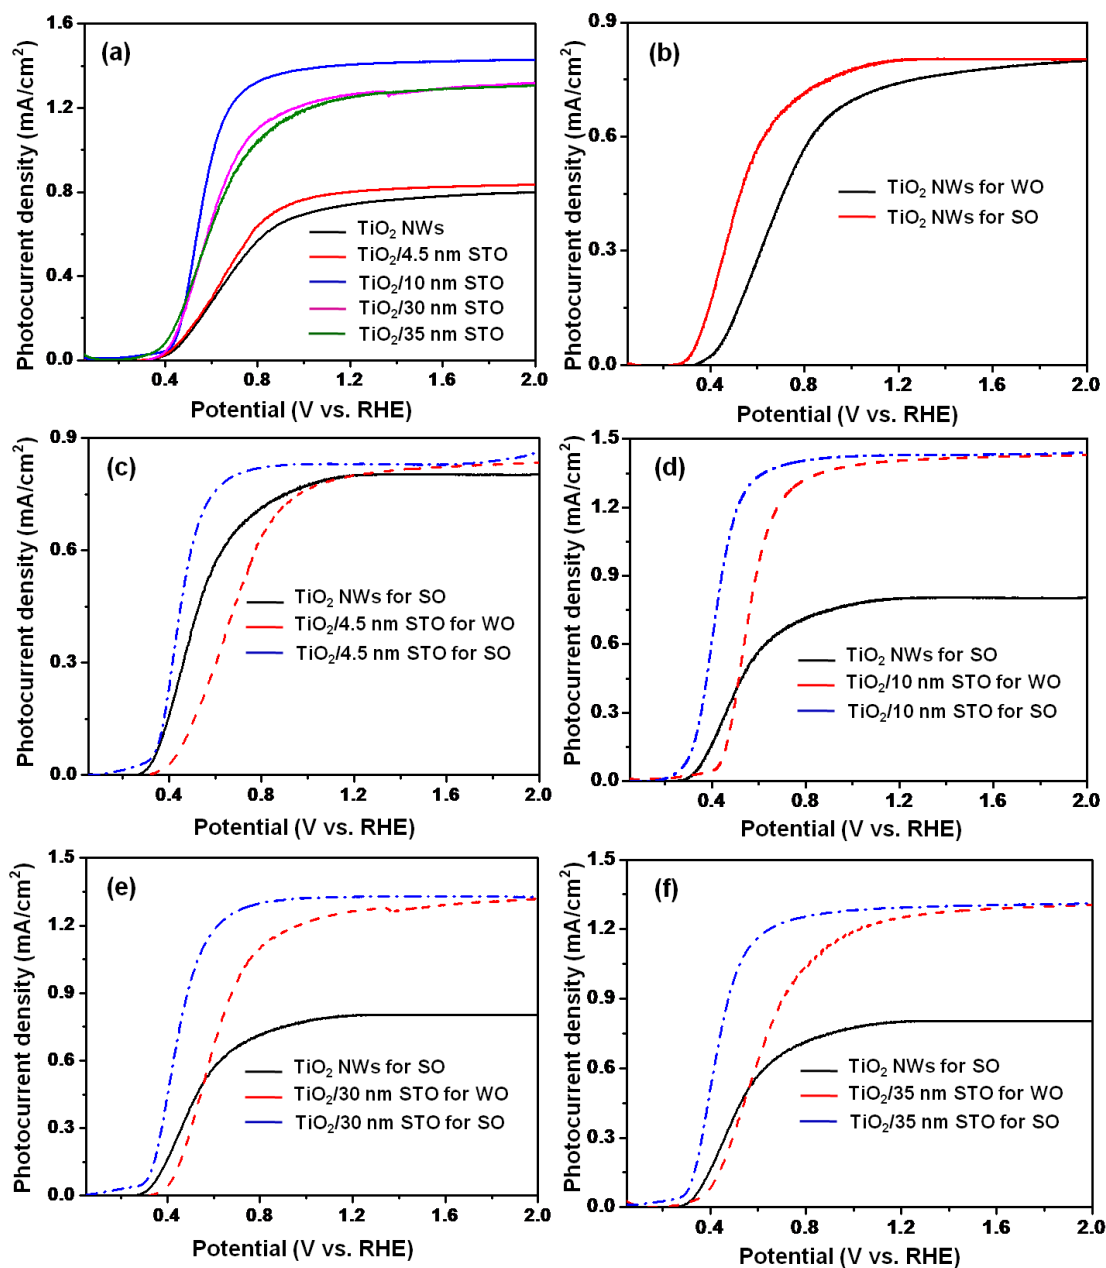 (a)
Photocurrent density (mA/cm²)
1.6
1.2
0.8
0.4
0.0
TiO₂ NWs
TiO₂/4.5 nm STO
TiO₂/10 nm STO
TiO₂/30 nm STO
TiO₂/35 nm STO
0.4 0.8 1.2 1.6 2.0
Potential (V vs. RHE)
(b)
Photocurrent density (mA/cm²)
0.9
0.6
0.3
0.0
TiO₂ NWs for WO
TiO₂ NWs for SO
0.4 0.8 1.2 1.6 2.0
Potential (V vs. RHE)
(c)
Photocurrent density (mA/cm²)
0.9
0.6
0.3
0.0
TiO₂ NWs for SO
TiO₂/4.5 nm STO for WO
TiO₂/4.5 nm STO for SO
0.4 0.8 1.2 1.6 2.0
Potential (V vs. RHE)
(d)
Photocurrent density (mA/cm²)
1.5
1.2
0.9
0.6
0.3
0.0
TiO₂ NWs for SO
TiO₂/10 nm STO for WO
TiO₂/10 nm STO for SO
0.4 0.8 1.2 1.6 2.0
Potential (V vs. RHE)
(e)
Photocurrent density (mA/cm²)
1.5
1.2
0.9
0.6
0.3
0.0
TiO₂ NWs for SO
TiO₂/30 nm STO for WO
TiO₂/30 nm STO for SO
0.4 0.8 1.2 1.6 2.0
Potential (V vs. RHE)
(f)
Photocurrent density (mA/cm²)
1.5
1.2
0.9
0.6
0.3
0.0
TiO₂ NWs for SO
TiO₂/35 nm STO for WO
TiO₂/35 nm STO for SO
0.4 0.8 1.2 1.6 2.0
Potential (V vs. RHE)